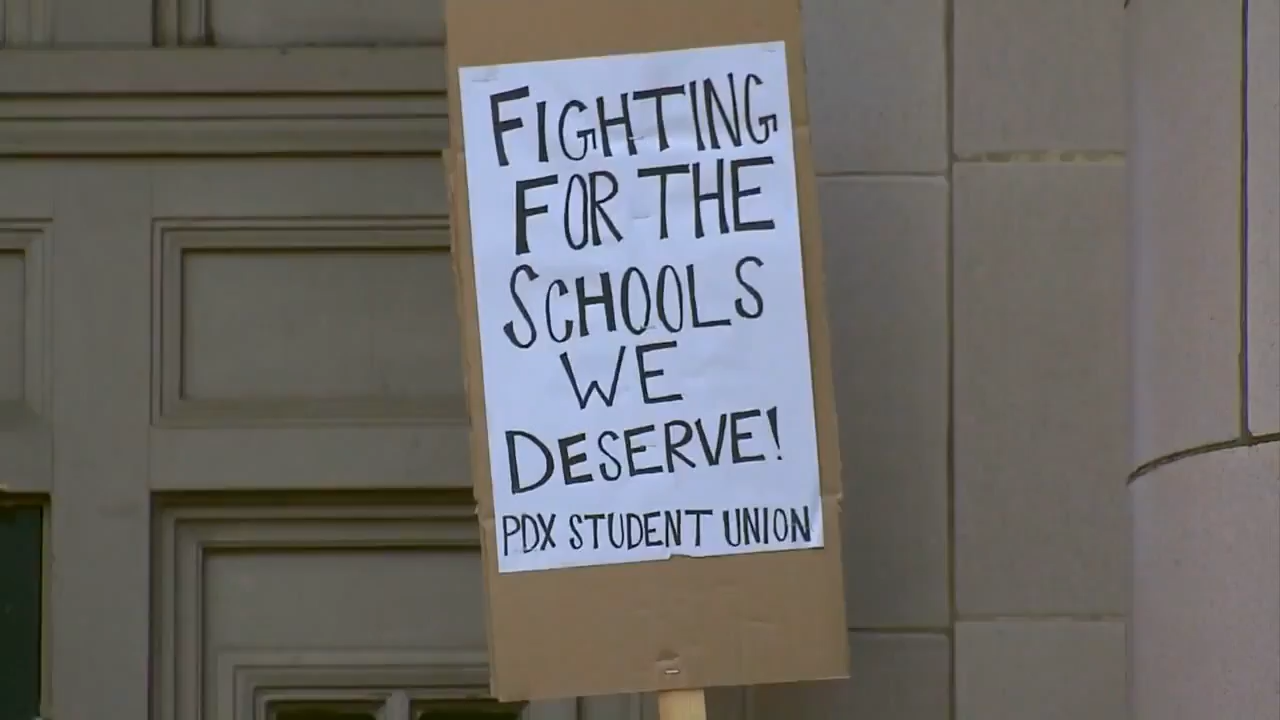 FIGHTING
FOR THE
SCHOOLS
WE
DESERVE!
PDX STUDENT UNION